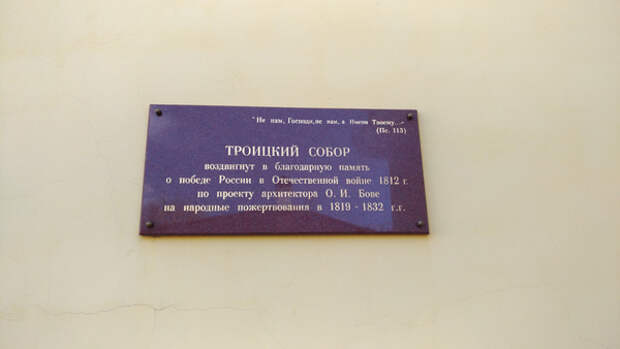 "Не нам, Господи, не нам, а Имени Твоему..."
(Пс. 113)
ТРОИЦКИЙ СОБОР
воздвигнут в благодарную память
о победе России в Отечественной войне 1812 г.
по проекту архитектора О. И. Бове
на народные пожертвования в 1819 - 1832 г.г.